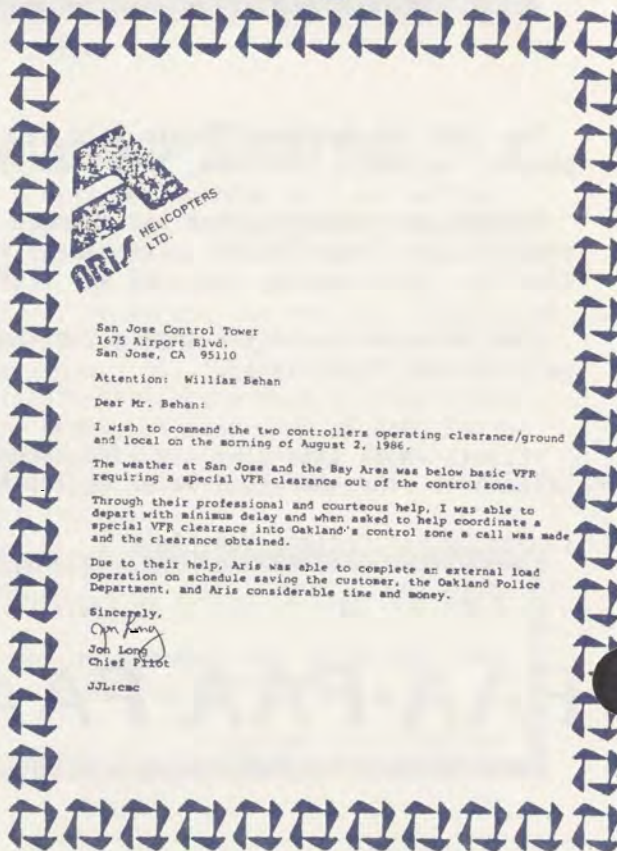 ARIS HELICOPTERS
LTD.
San Jose Control Tower
1675 Airport Blvd.
San Jose, CA 95110
Attention: William Behan
Dear Mr. Behan:
I wish to commend the two controllers operating clearance/ground
and local on the morning of August 2, 1986.
The weather at San Jose and the Bay Area was below basic VFR
requiring a special VFR clearance out of the control zone.
Through their professional and courteous help, I was able to
depart with minimum delay and when asked to help coordinate a
special VFR clearance into Oakland's control zone a call was made
and the clearance obtained.
Due to their help, Aris was able to complete an external load
operation on schedule saving the customer, the Oakland Police
Department, and Aris considerable time and money.
Sincerely,
Jon Long
Jon Long
Chief Pilot
JJL:cmc